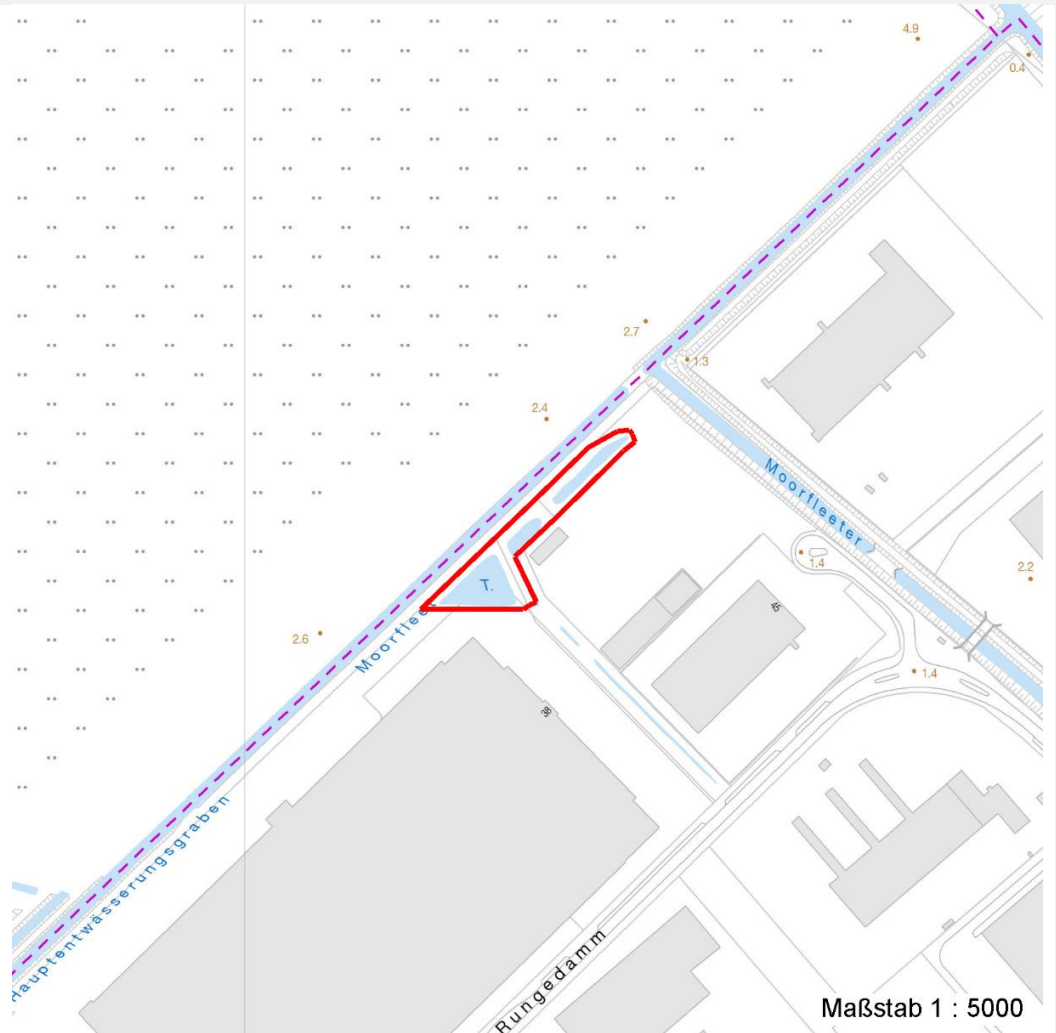 4.9
0.4
2.7
1.3
2.4
Moorfleeter
1.4
2.2
T.
45
2.6
Moorfleet
1.4
38
Hauptentwässerungsgraben
Rungedamm
Maßstab 1 : 5000